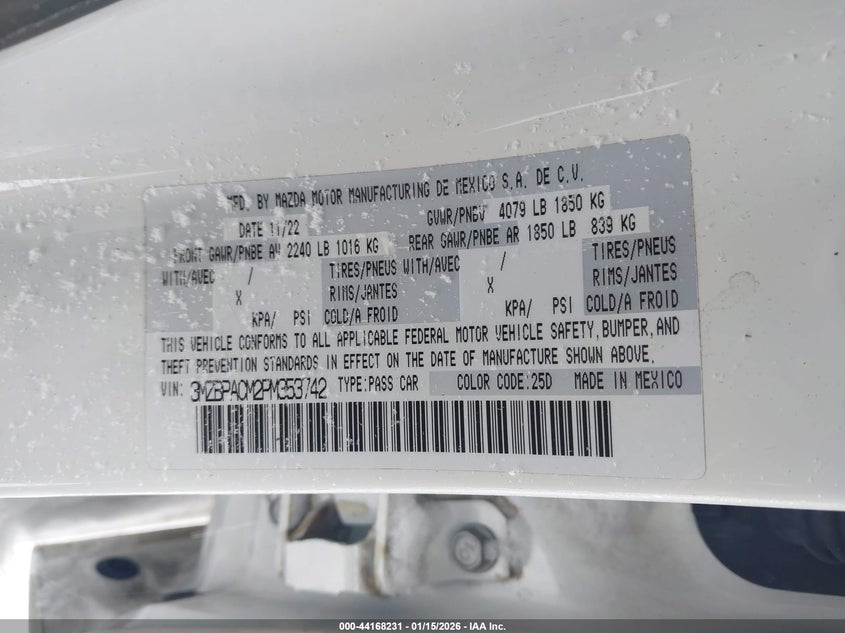 MFD. BY MAZDA MOTOR MANUFACTURING DE MEXICO S.A. DE C.V.
DATE 11/22 GVWR/PNBV 4079 LB 1850 KG
FRONT GAWR/PNBE AV 2240 LB 1016 KG REAR GAWR/PNBE AR 1850 LB 839 KG
WITH/AVEC / TIRES/PNEUS WITH/AVEC / TIRES/PNEUS
X RIMS/JANTES X RIMS/JANTES
KPA/ PSI COLD/A FROID KPA/ PSI COLD/A FROID
THIS VEHICLE CONFORMS TO ALL APPLICABLE FEDERAL MOTOR VEHICLE SAFETY, BUMPER, AND
THEFT PREVENTION STANDARDS IN EFFECT ON THE DATE OF MANUFACTURE SHOWN ABOVE.
VIN: 3MZBPACM2PM353742 TYPE:PASS CAR COLOR CODE:25D MADE IN MEXICO
000-44168231 - 01/15/2026 - IAA Inc.